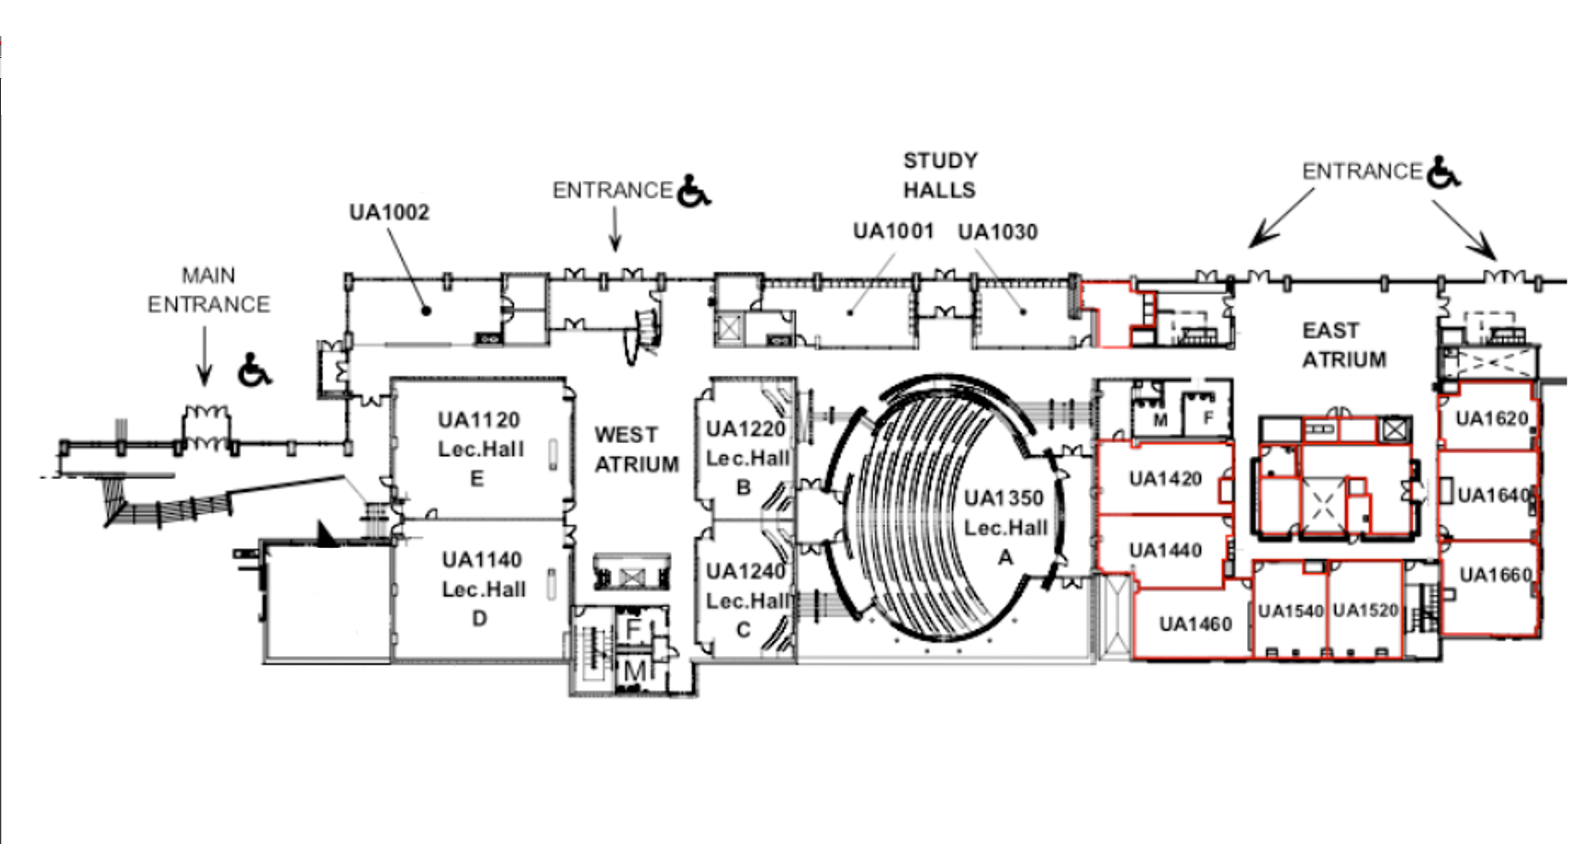 STUDY
HALLS
ENTRANCE
ENTRANCE
UA1002
UA1001
UA1030
MAIN
ENTRANCE
EAST
ATRIUM
UA1120
Lec.Hall
E
WEST
ATRIUM
UA1220
Lec.Hall
B
M
F
UA1620
UA1420
UA1350
Lec.Hall
A
UA1640
UA1440
UA1140
Lec.Hall
D
UA1240
Lec.Hall
C
UA1660
UA1460
UA1540
UA1520
F
M